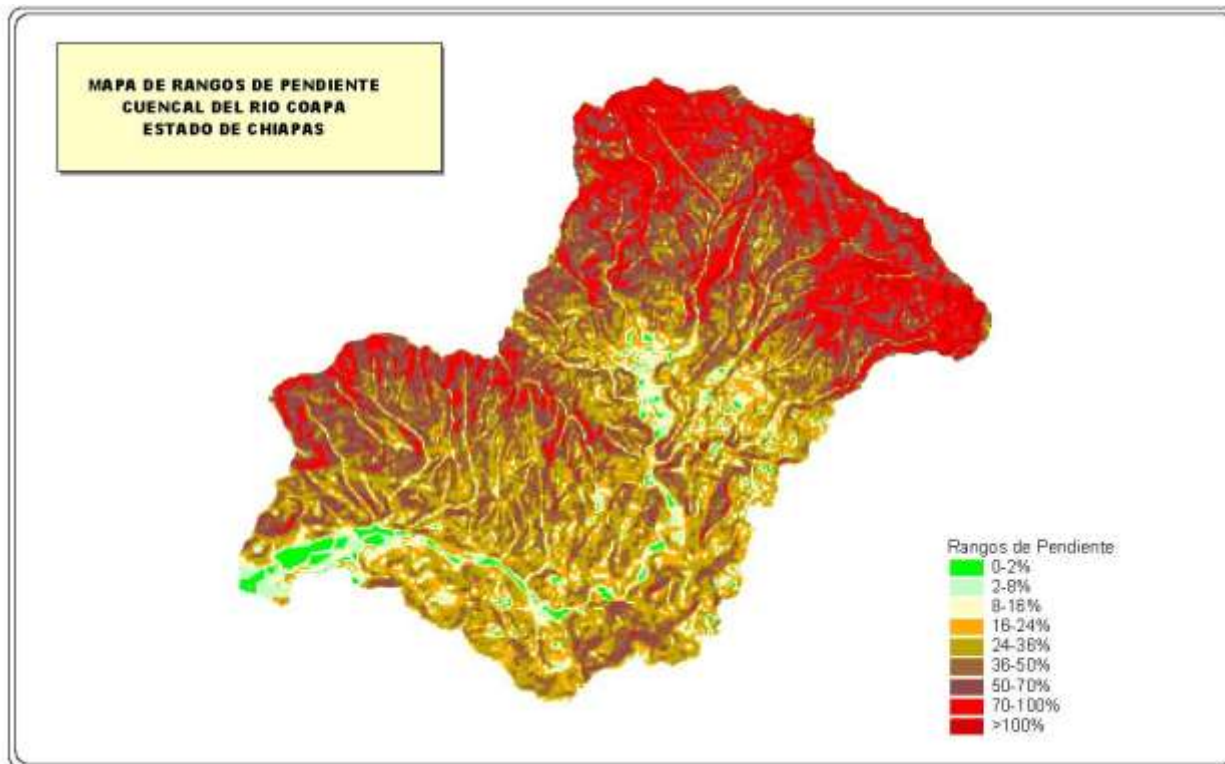 MAPA DE RANGOS DE PENDIENTE
CUENCAL DEL RIO COAPA
ESTADO DE CHIAPAS
Rangos de Pendiente
0-2%
2-8%
8-16%
16-24%
24-36%
36-50%
50-70%
70-100%
>100%